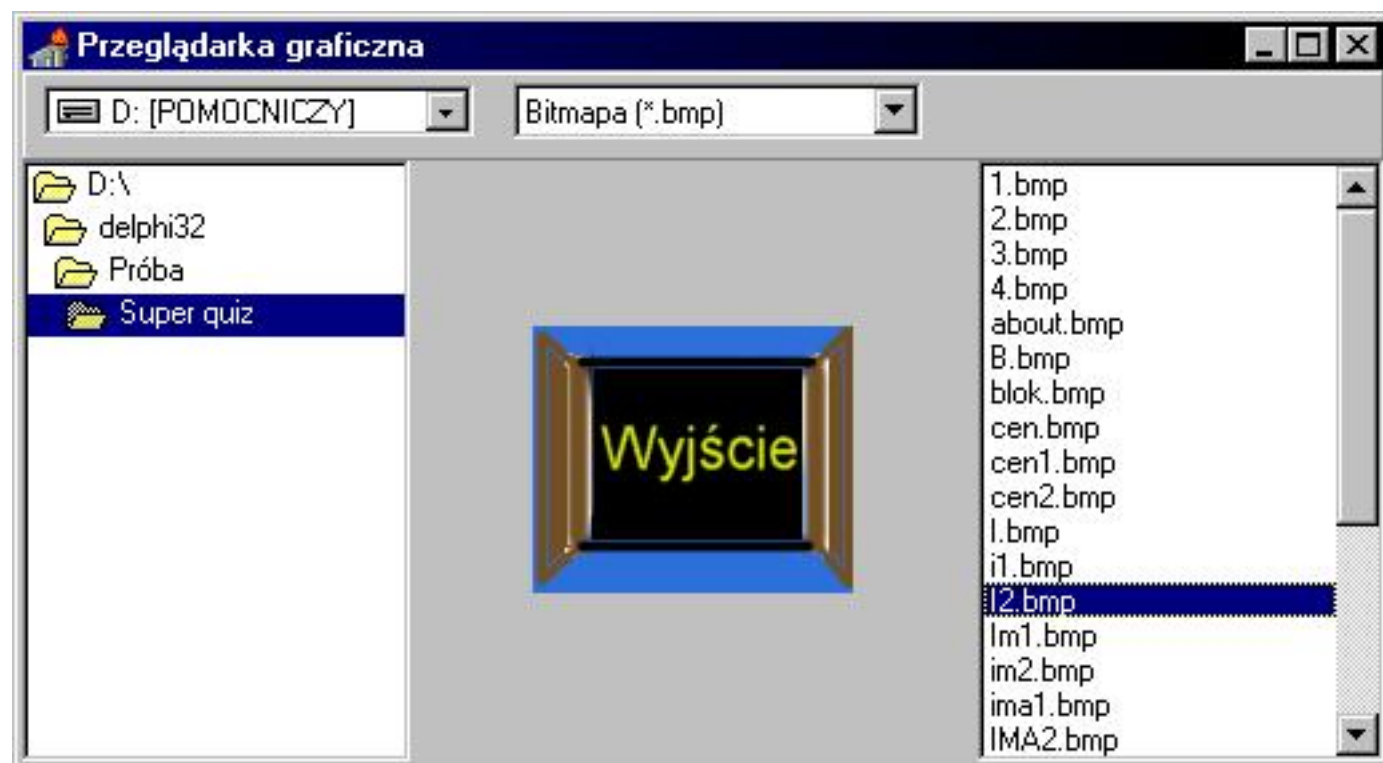 Przeglądarka graficzna
D: [POMOCNICZY]
Bitmapa (*.bmp)
D:\
delphi32
Próba
Super quiz
Wyjście
1.bmp
2.bmp
3.bmp
4.bmp
about.bmp
B.bmp
blok.bmp
cen.bmp
cen1.bmp
cen2.bmp
I.bmp
i1.bmp
I2.bmp
Im1.bmp
im2.bmp
ima1.bmp
IMA2.bmp